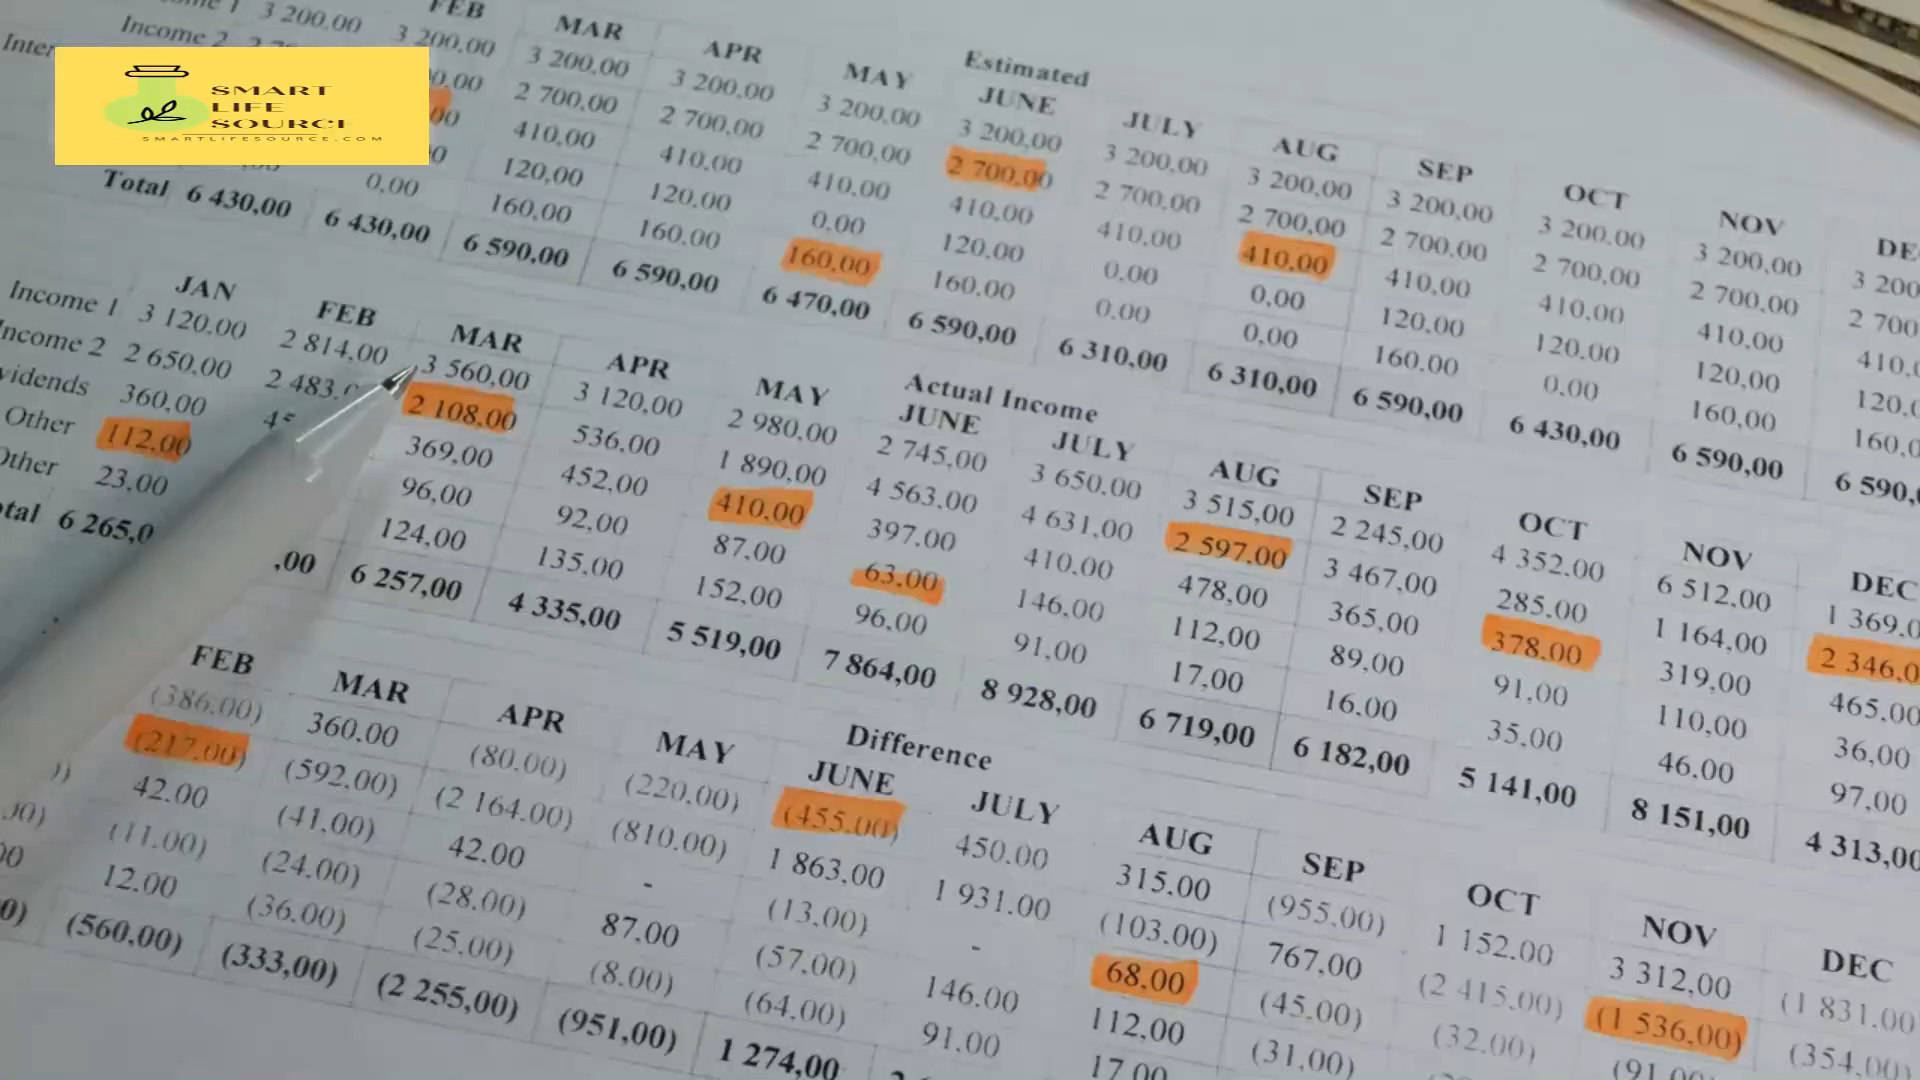 SMART
LIFE
SOURCE
SMARTLIFESOURCE.COM
Estimated
FEB MAR APR MAY JUNE JULY AUG SEP OCT NOV
3 200.00 3 200,00 3 200,00 3 200,00 3 200,00 3 200,00 3 200,00 3 200,00 3 200,00 3 200,00 3 200,00
Income 2 2 700,00 2 700,00 2 700,00 2 700,00 2 700,00 2 700,00 2 700,00 2 700,00 2 700,00
410,00 410,00 410,00 410,00 410,00 410,00 410,00 410,00 410,00
120,00 120,00 0,00 120,00 0,00 0,00 120,00 120,00 120,00
0,00 160,00 160,00 160,00 160,00 0,00 0,00 160,00 0,00 160,00
Total 6 430,00 6 430,00 6 590,00 6 590,00 6 470,00 6 590,00 6 310,00 6 310,00 6 590,00 6 430,00 6 590,00
Actual Income
JAN FEB MAR APR MAY JUNE JULY AUG SEP OCT NOV DEC
Income 1 3 120,00 2 814,00 3 560,00 3 120,00 2 980,00 2 745,00 3 650,00 3 515,00 2 245,00 4 352.00 6 512,00
Income 2 2 650,00 2 108,00 536,00 1 890,00 4 563,00 4 631,00 2 597,00 3 467,00 285.00 1 164,00
360,00 369,00 452,00 410,00 397.00 410.00 478,00 365,00 378.00 319,00
Other 112,00 96,00 92,00 87.00 63.00 146,00 112,00 89,00 91,00 110,00 36,00
23,00 124,00 135,00 152,00 96,00 91,00 17,00 16.00 35,00 46.00 97,00
6 257,00 4 335,00 5 519,00 7 864,00 8 928,00 6 719,00 6 182,00 5 141,00 8 151,00 4 313,00
Difference
FEB MAR APR MAY JUNE JULY AUG SEP OCT NOV DEC
(386.00) 360.00 (80.00) (220,00) (455.00) 450.00 315.00 (955,00) 1 152.00 3 312,00
(217.00) (592,00) (2 164.00) (810.00) 1 863,00 1 931.00 (103.00) 767,00 (2 415.00) (1 536,00)
42.00 (41,00) 42.00 - (13.00) - 68.00 (45.00) (32.00)
(11.00) (24.00) (28.00) 87.00 (57.00) 146.00 112,00 (31.00)
12.00 (36.00) (25.00) (8.00) (64.00) 91.00 17.00
(560,00) (333,00) (2 255,00) (951,00) 1 274,00